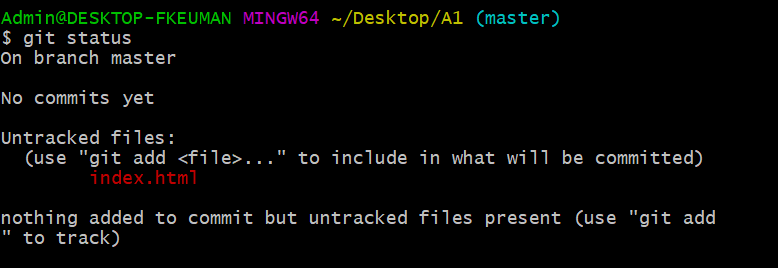 Admin@DESKTOP-FKEUMAN MINGW64 ~/Desktop/A1 (master)
$ git status
On branch master
No commits yet
Untracked files:
(use "git add <file>..." to include in what will be committed)
index.html
nothing added to commit but untracked files present (use "git add
" to track)